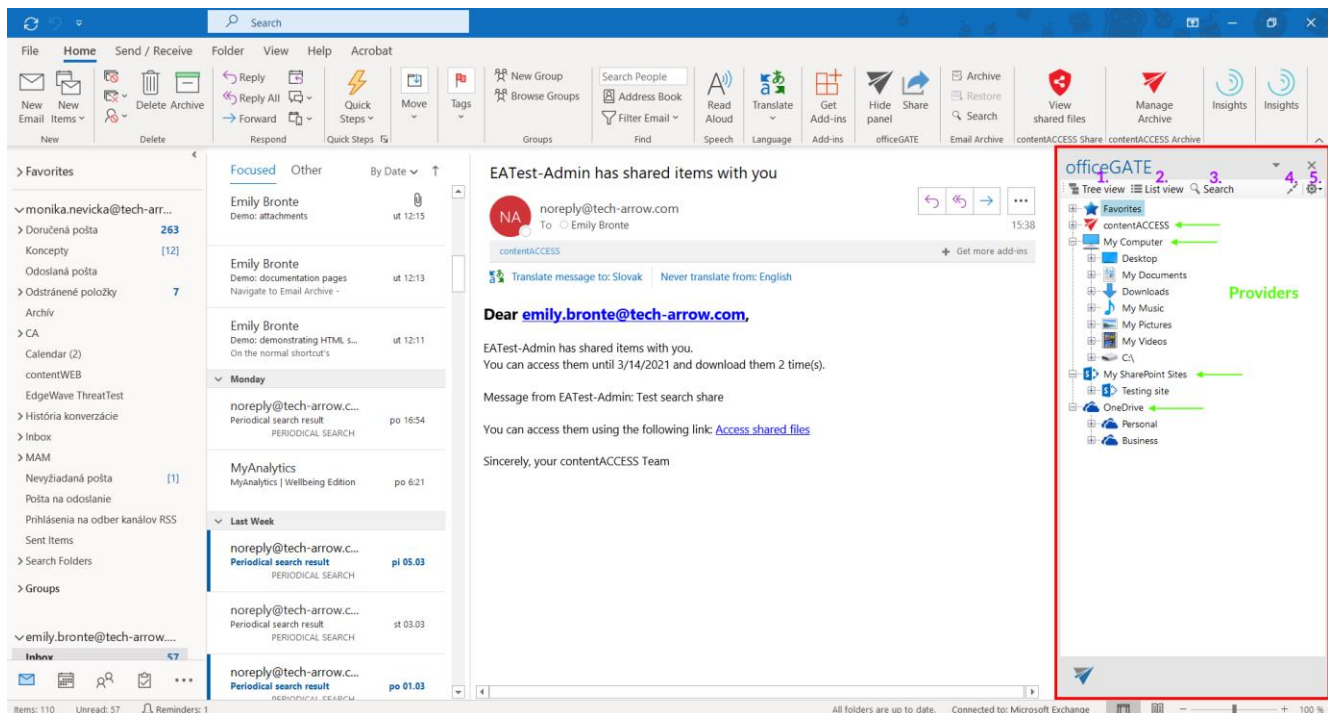 Search
File Home Send / Receive Folder View Help Acrobat
New Email
New Items
Delete Archive
Reply
Reply All
Forward
Quick Steps
Move
Tags
New Group
Browse Groups
Search People
Address Book
Filter Email
Read Aloud
Translate
Get Add-ins
Hide panel
Share
Archive
Restore
Search
View shared files
Manage Archive
Insights
Insights
New Delete Respond Quick Steps Groups Find Speech Language Add-ins officeGATE Email Archive contentACCESS Share contentACCESS Archive
Favorites
monika.nevicka@tech-arr...
Doručená pošta 263
Koncepty [12]
Odoslaná pošta
Odstránené položky 7
Archív
CA
Calendar (2)
contentWEB
EdgeWave ThreatTest
História konverzácie
Inbox
MAM
Nevyžiadaná pošta [1]
Pošta na odoslanie
Prihlásenia na odber kanálov RSS
Sent Items
Search Folders
Groups
emily.bronte@tech-arrow....
Inbox 57
Focused Other By Date
Emily Bronte
Demo: attachments ut 12:15
Emily Bronte
Demo: documentation pages ut 12:13
Navigate to Email Archive -
Emily Bronte
Demo: demonstrating HTML s... ut 12:11
On the normal shortcut's
Monday
noreply@tech-arrow.c...
Periodical search result po 16:54
PERIODICAL SEARCH
MyAnalytics
MyAnalytics | Wellbeing Edition po 6:21
Last Week
noreply@tech-arrow.c...
Periodical search result pi 05.03
PERIODICAL SEARCH
noreply@tech-arrow.c...
Periodical search result st 03.03
PERIODICAL SEARCH
noreply@tech-arrow.c...
Periodical search result po 01.03
PERIODICAL SEARCH
EATest-Admin has shared items with you
NA
noreply@tech-arrow.com
To Emily Bronte 15:38
contentACCESS + Get more add-ins
Translate message to: Slovak Never translate from: English
Dear emily.bronte@tech-arrow.com,
EATest-Admin has shared items with you.
You can access them until 3/14/2021 and download them 2 time(s).
Message from EATest-Admin: Test search share
You can access them using the following link: Access shared files
Sincerely, your contentACCESS Team
officeGATE
1. 2. 3. 4. 5.
Tree view List view Search
Favorites
contentACCESS
My Computer
Desktop
My Documents
Downloads
Providers
My Music
My Pictures
My Videos
C:\
My SharePoint Sites
Testing site
OneDrive
Personal
Business
Items: 110 Unread: 57 Reminders: 1 All folders are up to date. Connected to: Microsoft Exchange 100 %